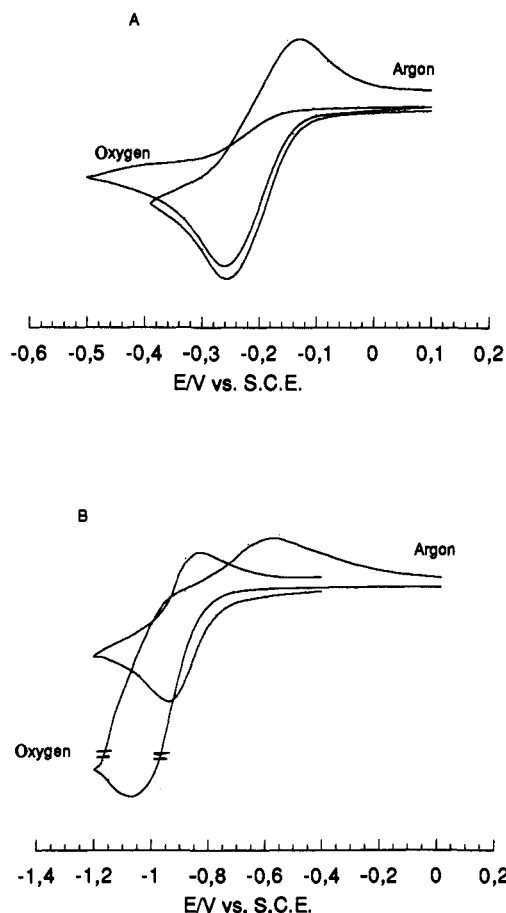 A
Argon
Oxygen
-0,6 -0,5 -0,4 -0,3 -0,2 -0,1 0 0,1 0,2
E/V vs. S.C.E.
B
Argon
Oxygen
-1,4 -1,2 -1 -0,8 -0,6 -0,4 -0,2 0 0,2
E/V vs. S.C.E.